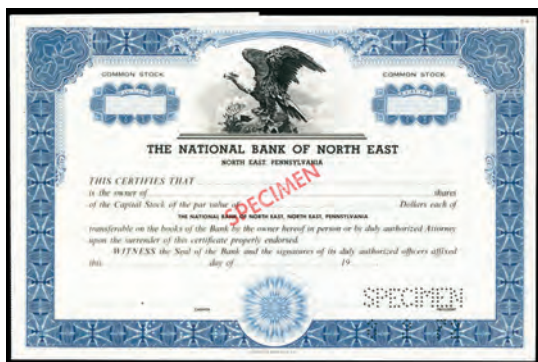 COMMON STOCK COMMON STOCK
THE NATIONAL BANK OF NORTH EAST
NORTH EAST, PENNSYLVANIA
THIS CERTIFIES THAT
is the owner of shares
of the Capital Stock of the par value of Dollars each of
THE NATIONAL BANK OF NORTH EAST, NORTH EAST, PENNSYLVANIA
transferable on the books of the Bank by the owner hereof in person or by duly authorized Attorney
upon the surrender of this certificate properly endorsed.
WITNESS the Seal of the Bank and the signatures of its duly authorized officers affixed
this day of 19
SPECIMEN
SPECIMEN
CASHIER PRESIDENT